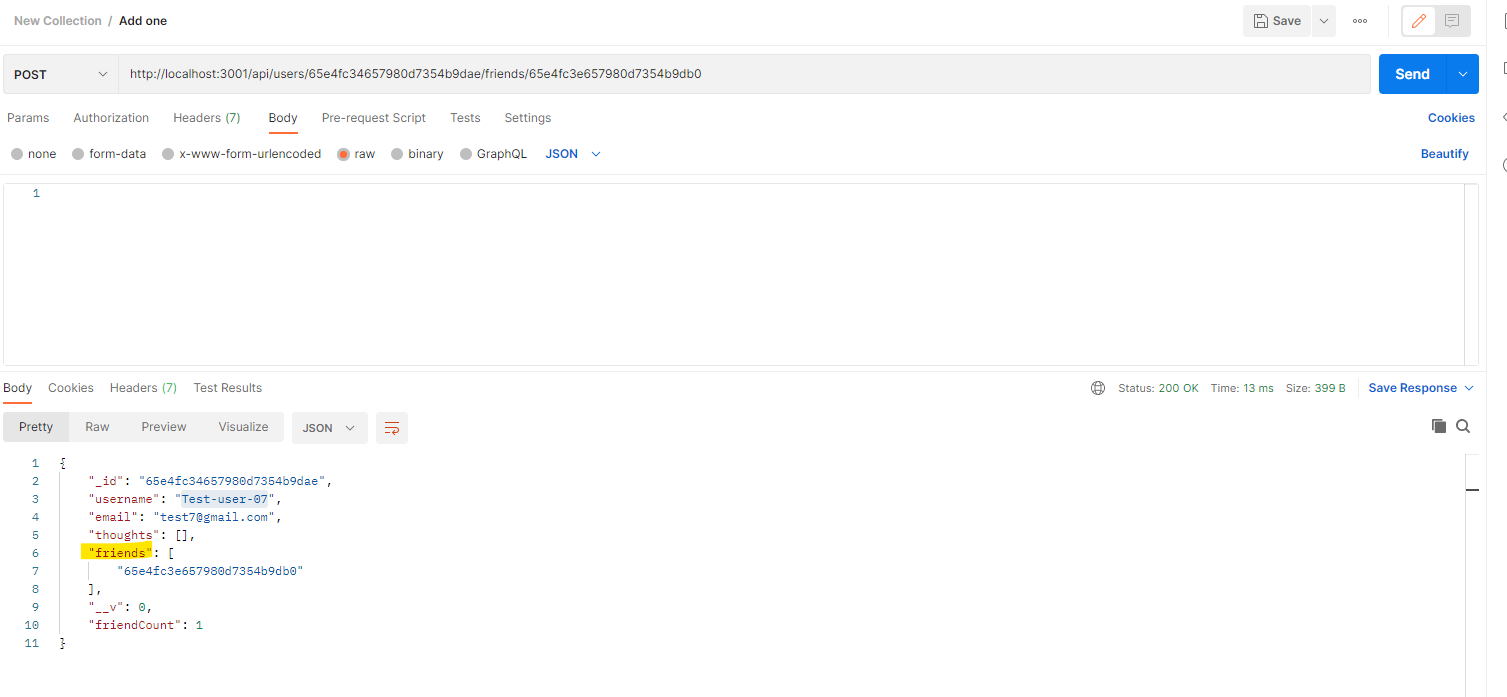 New Collection / Add one
Save
POST
http://localhost:3001/api/users/65e4fc34657980d7354b9dae/friends/65e4fc3e657980d7354b9db0
Send
Params Authorization Headers (7) Body Pre-request Script Tests Settings Cookies
none form-data x-www-form-urlencoded raw binary GraphQL JSON Beautify
1
Body Cookies Headers (7) Test Results Status: 200 OK Time: 13 ms Size: 399 B Save Response
Pretty Raw Preview Visualize JSON
1 {
2 "_id": "65e4fc34657980d7354b9dae",
3 "username": "Test-user-07",
4 "email": "test7@gmail.com",
5 "thoughts": [],
6 "friends": [
7 "65e4fc3e657980d7354b9db0"
8 ],
9 "__v": 0,
10 "friendCount": 1
11 }